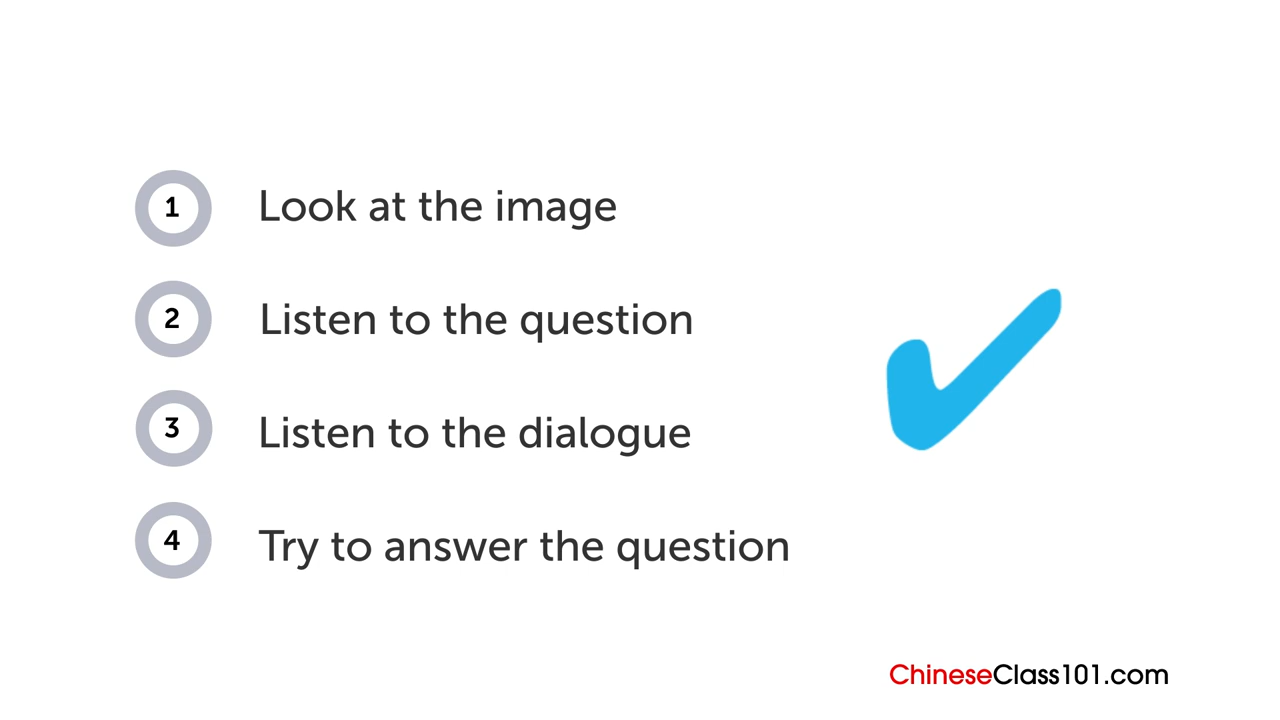 1 Look at the image
2 Listen to the question
3 Listen to the dialogue
4 Try to answer the question
ChineseClass101.com